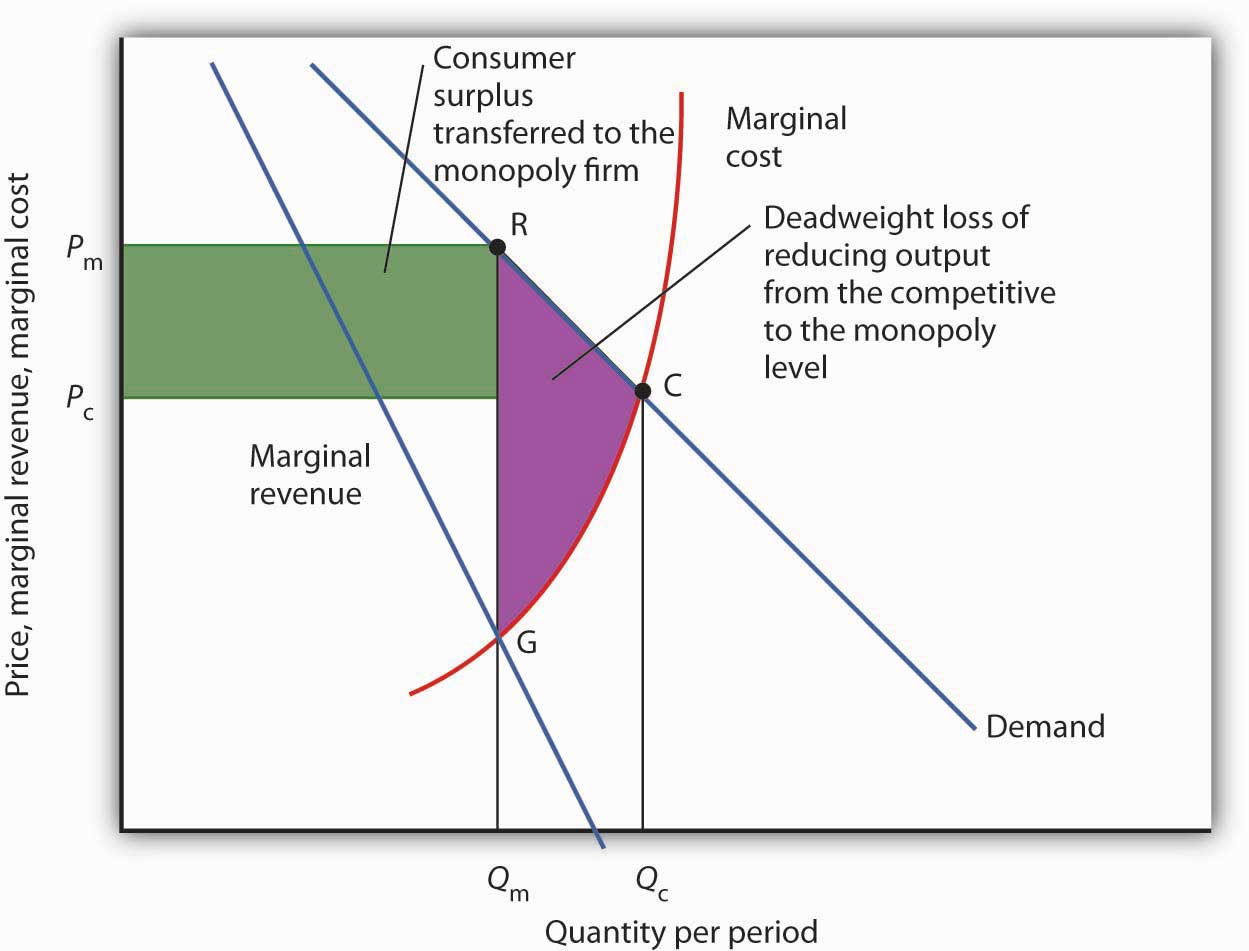 Consumer
surplus
transferred to the
monopoly firm
Marginal
cost
R
Deadweight loss of
reducing output
from the competitive
to the monopoly
level
Pm
Pc
C
Marginal
revenue
G
Demand
Price, marginal revenue, marginal cost
Qm
Qc
Quantity per period